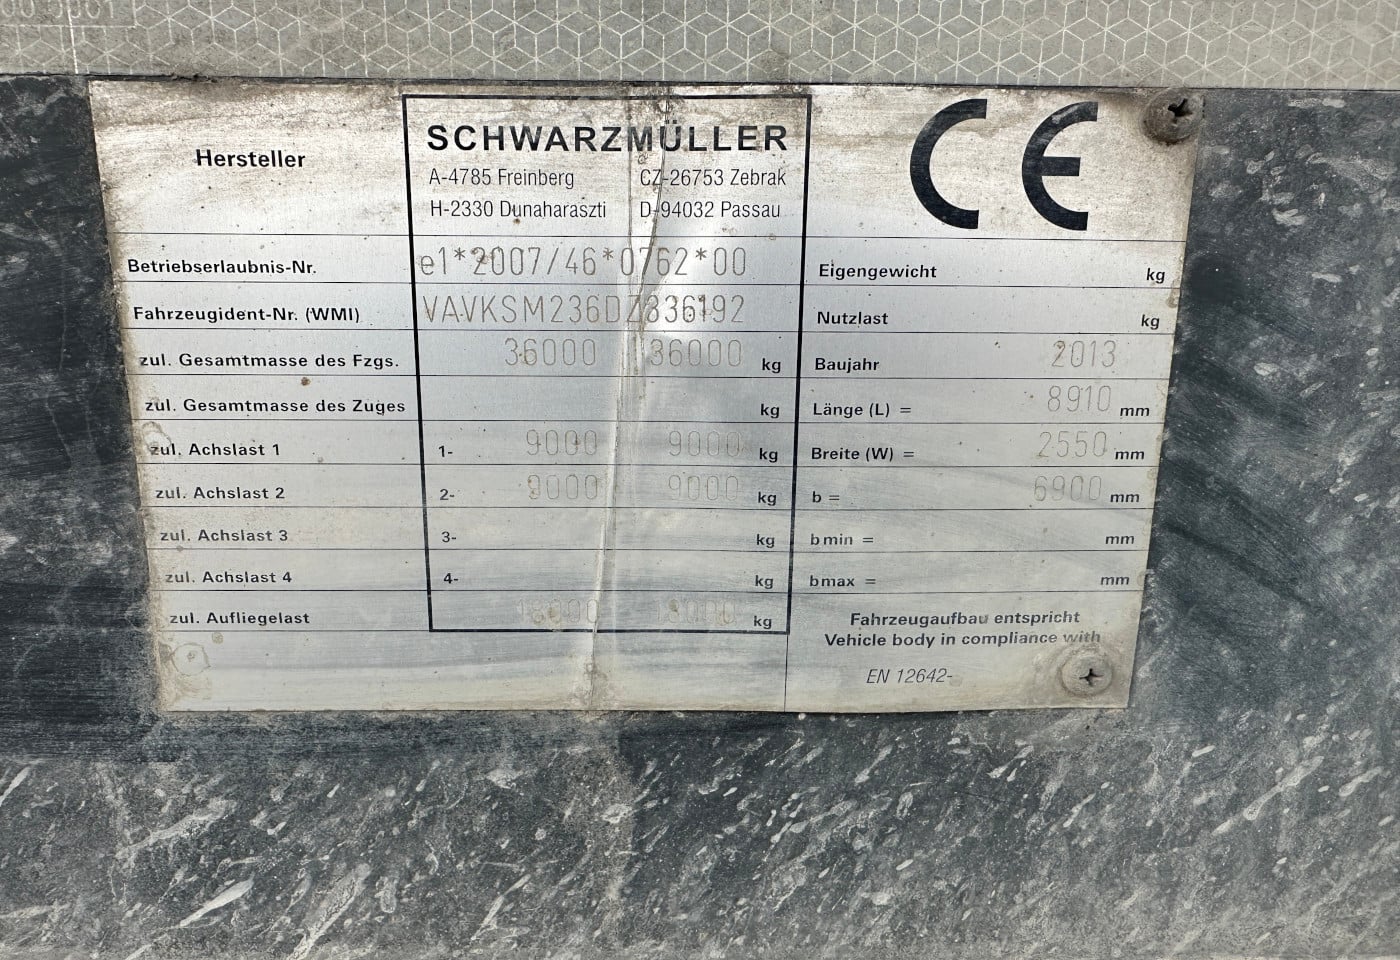 Hersteller
SCHWARZMÜLLER
A-4785 Freinberg CZ-26753 Zebrak
H-2330 Dunaharaszti D-94032 Passau
CE
Betriebserlaubnis-Nr. e1*2007/46*0762*00 Eigengewicht kg
Fahrzeugident-Nr. (WMI) VAVKSM236DZ336192 Nutzlast kg
zul. Gesamtmasse des Fzgs. 36000 36000 kg Baujahr 2013
zul. Gesamtmasse des Zuges kg Länge (L) = 8910 mm
zul. Achslast 1 1- 9000 9000 kg Breite (W) = 2550 mm
zul. Achslast 2 2- 9000 9000 kg b = 6900 mm
zul. Achslast 3 3- kg b min = mm
zul. Achslast 4 4- kg bmax = mm
zul. Aufliegelast 18000 18000 kg
Fahrzeugaufbau entspricht
Vehicle body in compliance with
EN 12642-